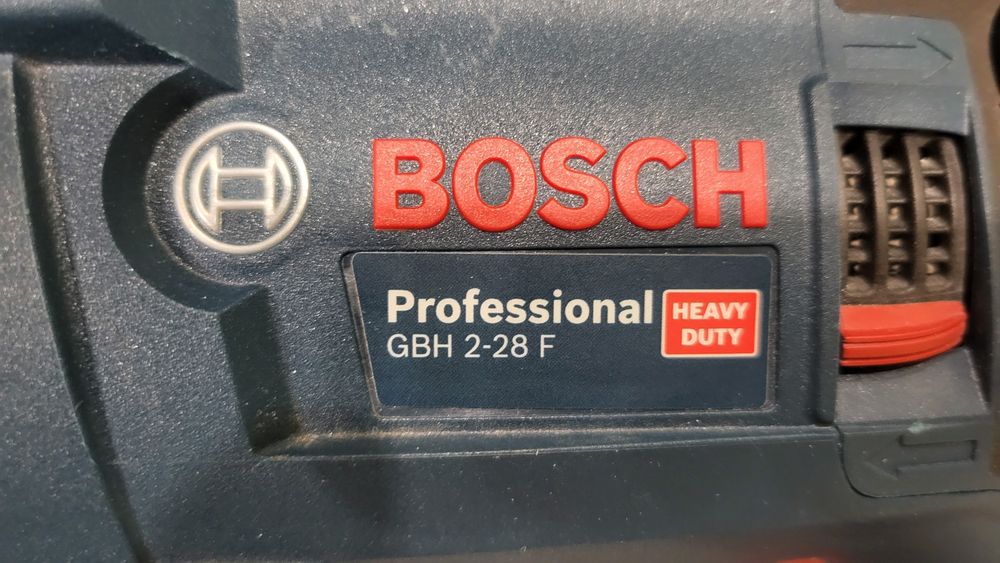 BOSCH
Professional
GBH 2-28 F
HEAVY
DUTY